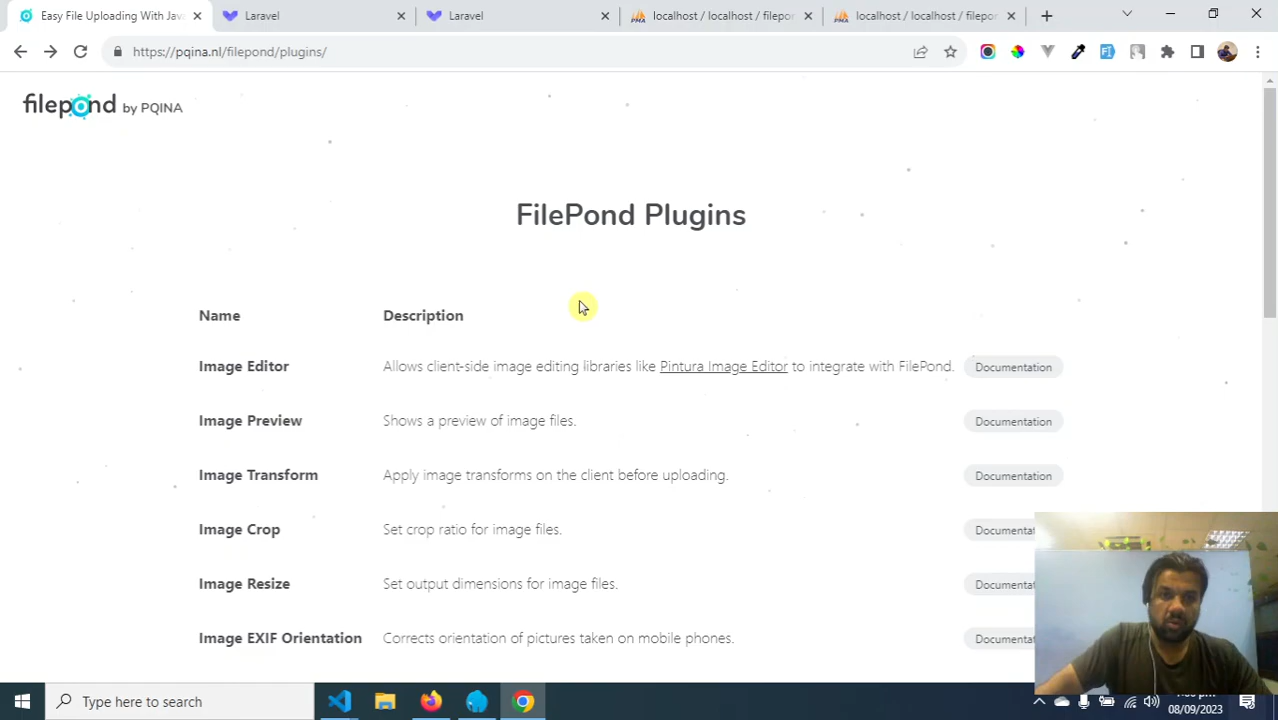 Easy File Uploading With Jav
Laravel
Laravel
localhost / localhost / filepor
localhost / localhost / filepor
https://pqina.nl/filepond/plugins/
filepond by PQINA
FilePond Plugins
Name Description
Image Editor Allows client-side image editing libraries like Pintura Image Editor to integrate with FilePond. Documentation
Image Preview Shows a preview of image files. Documentation
Image Transform Apply image transforms on the client before uploading. Documentation
Image Crop Set crop ratio for image files. Documenta
Image Resize Set output dimensions for image files. Documentat
Image EXIF Orientation Corrects orientation of pictures taken on mobile phones. Documentat
Type here to search
08/09/2023